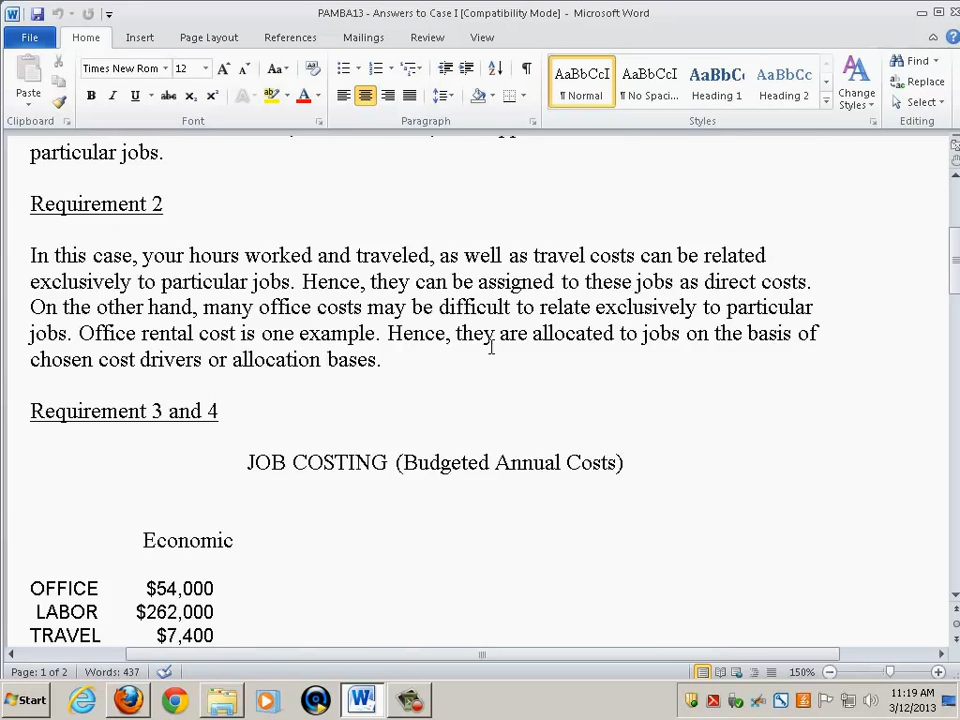 PAMBA13 - Answers to Case I [Compatibility Mode] - Microsoft Word
File Home Insert Page Layout References Mailings Review View
Times New Rom 12
Paste
AaBbCcI AaBbCcI AaBbCc AaBbCcI
¶ Normal ¶ No Spaci... Heading 1 Heading 2
Change Styles
Find
Replace
Select
Clipboard Font Paragraph Styles Editing
particular jobs.
Requirement 2
In this case, your hours worked and traveled, as well as travel costs can be related
exclusively to particular jobs. Hence, they can be assigned to these jobs as direct costs.
On the other hand, many office costs may be difficult to relate exclusively to particular
jobs. Office rental cost is one example. Hence, they are allocated to jobs on the basis of
chosen cost drivers or allocation bases.
Requirement 3 and 4
JOB COSTING (Budgeted Annual Costs)
Economic
OFFICE $54,000
LABOR $262,000
TRAVEL $7,400
Page: 1 of 2 Words: 437 150%
Start 11:19 AM
3/12/2013